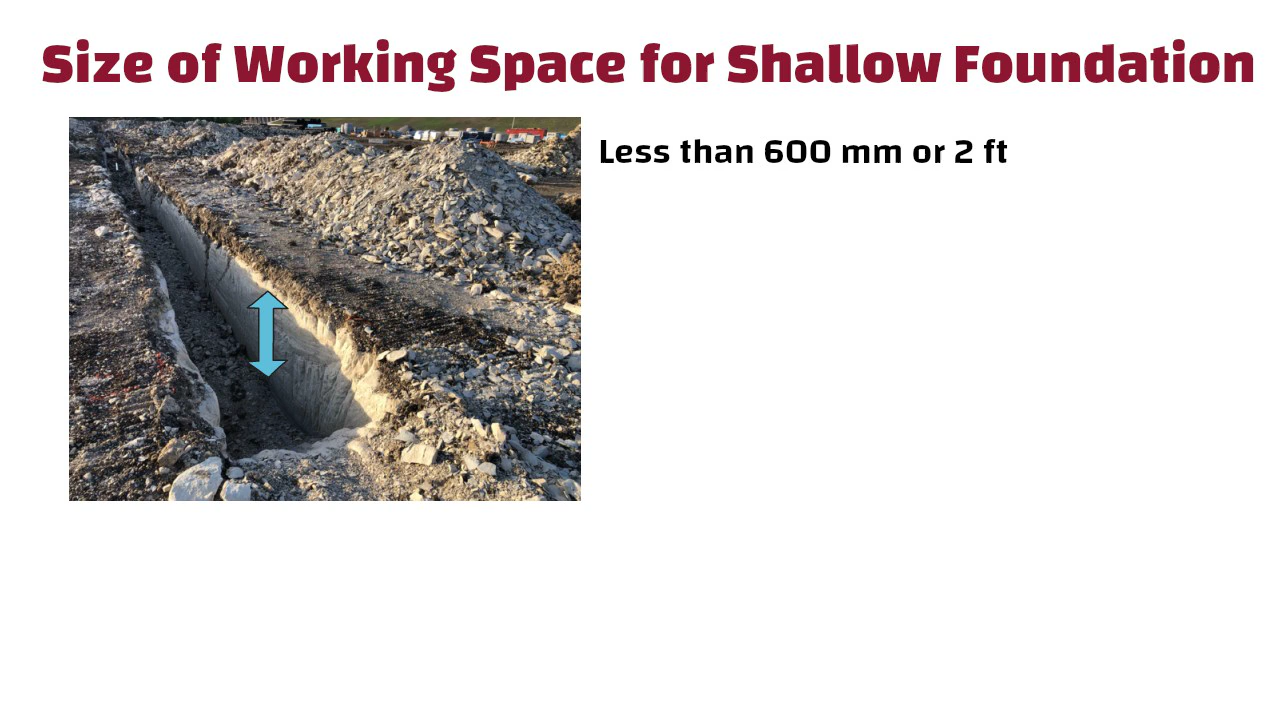 Size of Working Space for Shallow Foundation
Less than 600 mm or 2 ft